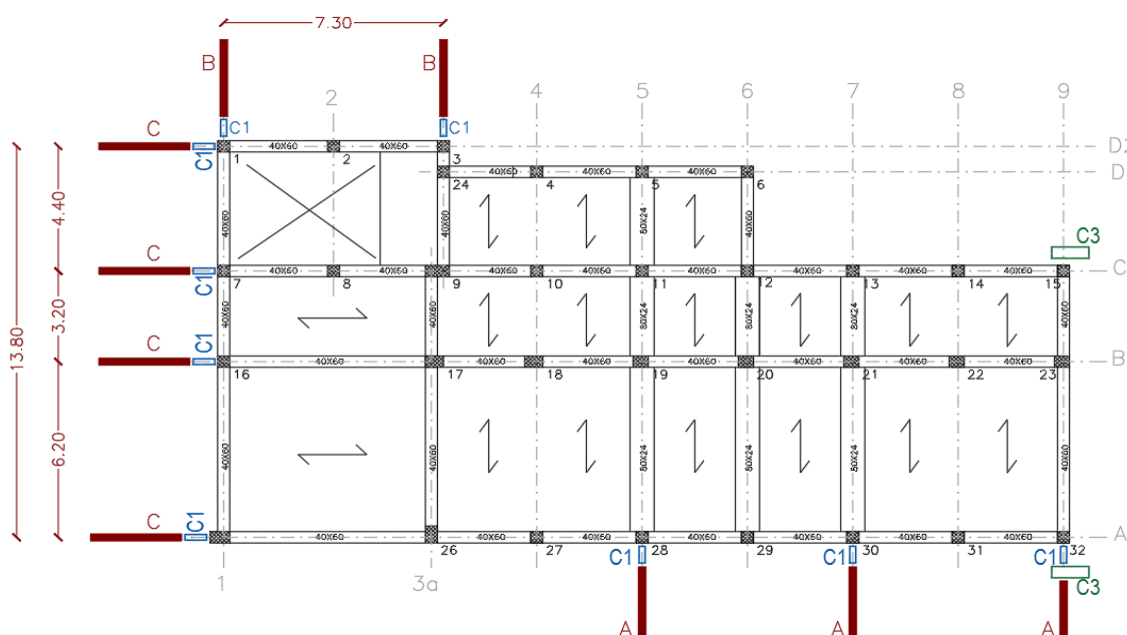 7.30
B B
2 4 5 6 7 8 9
C1 C1
C C1 40X60 40X60 D2
1 2 3
40X60 40X60 40X60 D
24 4 5 6
4.40 40X60 40X60 80X24 40X60
C3
C C1 40X60 40X60 40X60 40X60 40X60 40X60 40X60 40X60 C
7 8 9 10 11 12 13 14 15
13.80 3.20 40X60 40X60 80X24 80X24 80X24 40X60
C C1 40X60 40X60 40X60 40X60 40X60 40X60 40X60 B
16 17 18 19 20 21 22 23
6.20 40X60 40X60 80X24 80X24 80X24 40X60
C C1 40X60 40X60 40X60 40X60 40X60 40X60 A
26 27 28 29 30 31 32
C1 C1 C1
1 3a C3
A A A